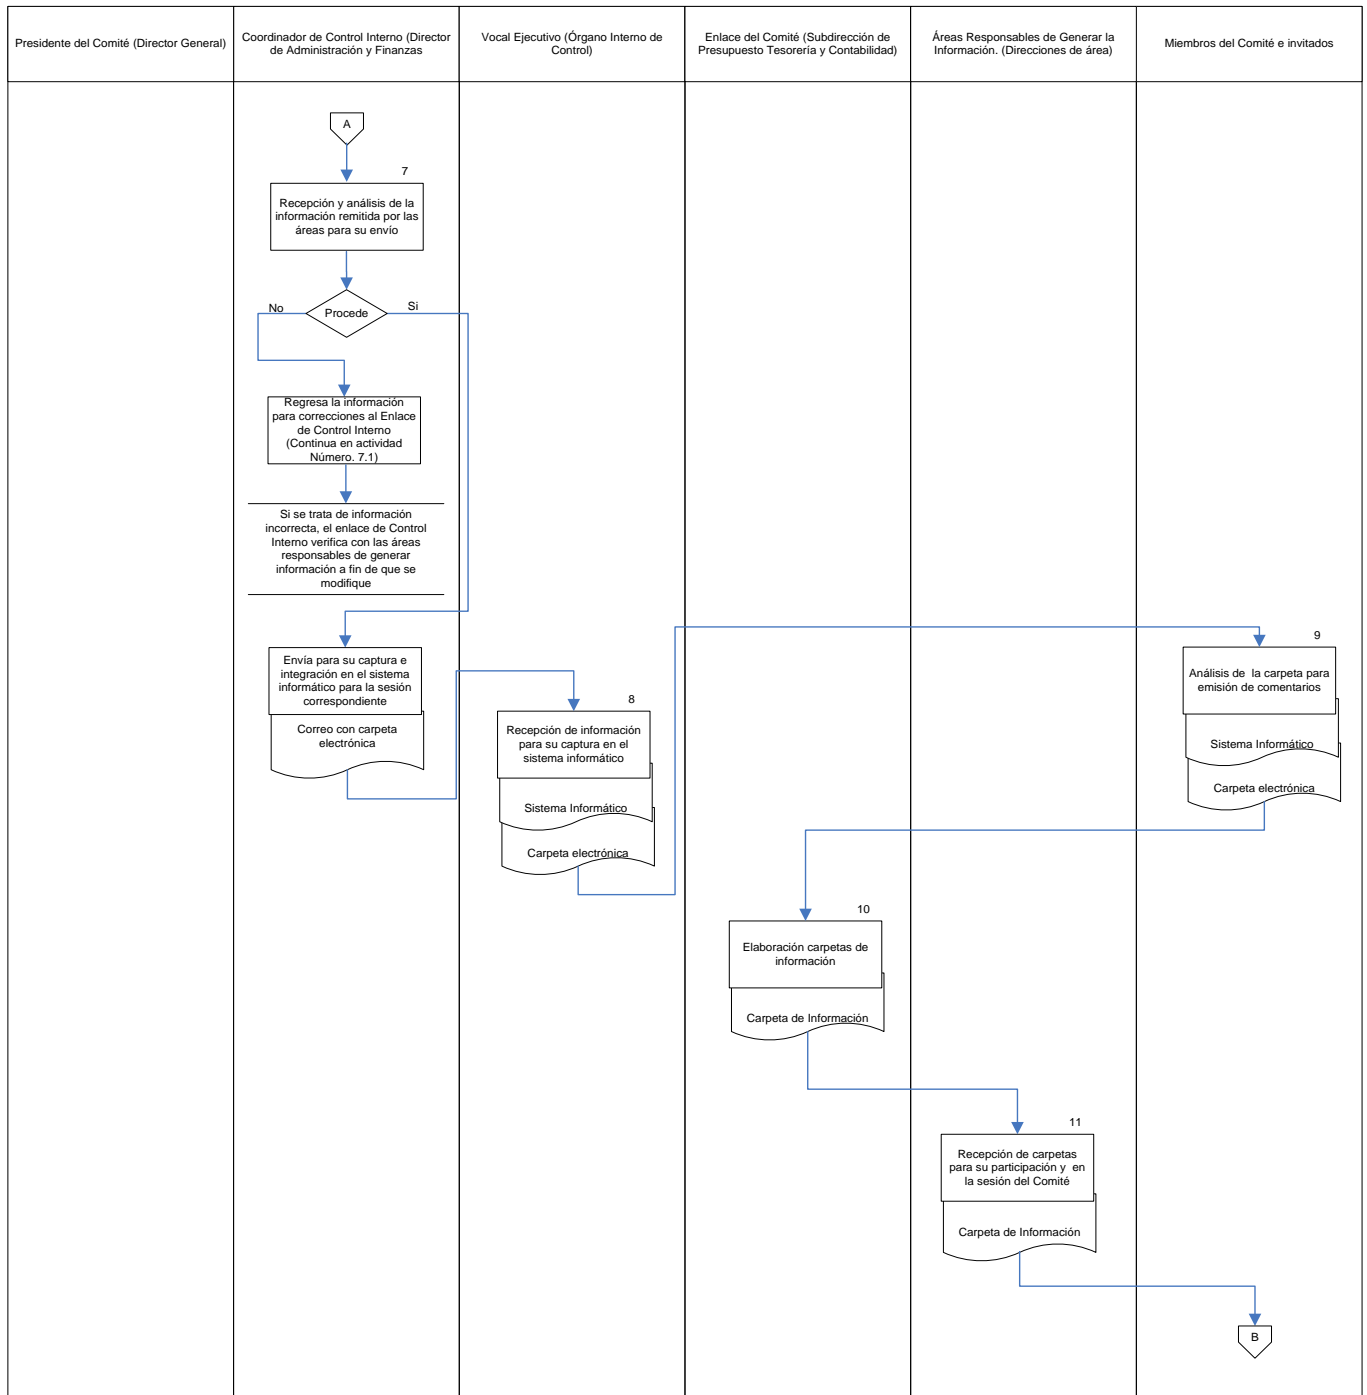 Presidente del Comité (Director General)
Coordinador de Control Interno (Director
de Administración y Finanzas
Vocal Ejecutivo (Órgano Interno de
Control)
Enlace del Comité (Subdirección de
Presupuesto Tesorería y Contabilidad)
Áreas Responsables de Generar la
Información. (Direcciones de área)
Miembros del Comité e invitados
A
7
Recepción y análisis de la
información remitida por las
áreas para su envío
No
Procede
Si
Regresa la información
para correcciones al Enlace
de Control Interno
(Continua en actividad
Número. 7.1)
Si se trata de información
incorrecta, el enlace de Control
Interno verifica con las áreas
responsables de generar
información a fin de que se
modifique
Envía para su captura e
integración en el sistema
informático para la sesión
correspondiente
Correo con carpeta
electrónica
8
Recepción de información
para su captura en el
sistema informático
Sistema Informático
Carpeta electrónica
9
Análisis de la carpeta para
emisión de comentarios
Sistema Informático
Carpeta electrónica
10
Elaboración carpetas de
información
Carpeta de Información
11
Recepción de carpetas
para su participación y en
la sesión del Comité
Carpeta de Información
B